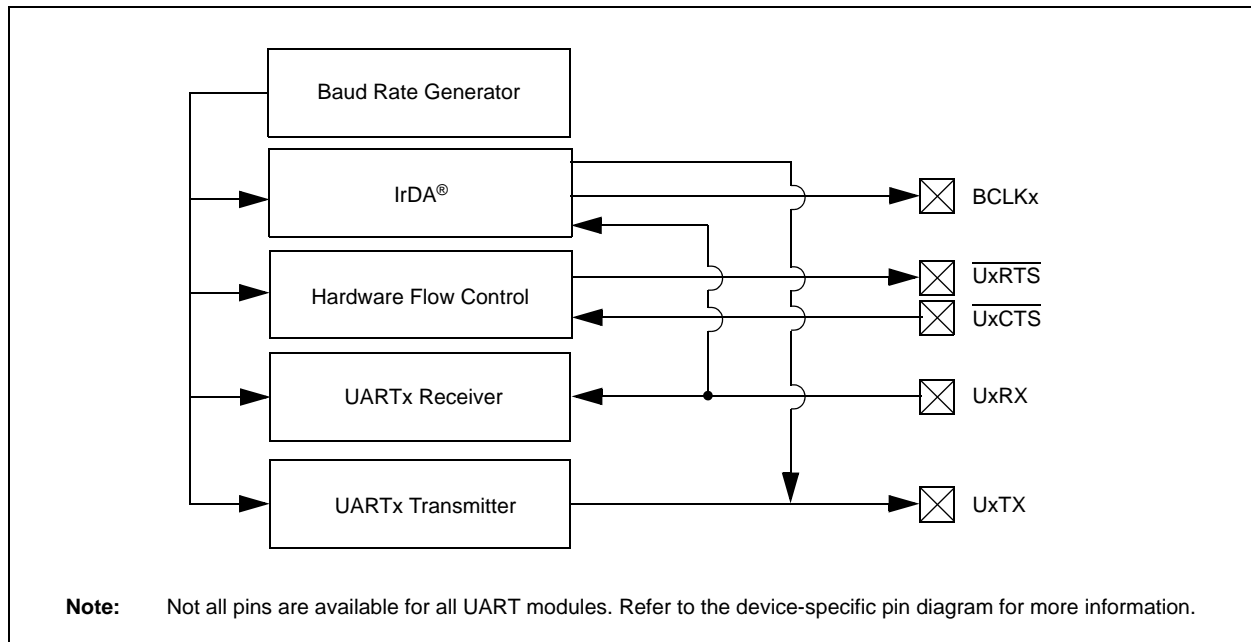 Baud Rate Generator
IrDA®
BCLKx
UxRTS
Hardware Flow Control
UxCTS
UARTx Receiver
UxRX
UARTx Transmitter
UxTX
Note: Not all pins are available for all UART modules. Refer to the device-specific pin diagram for more information.